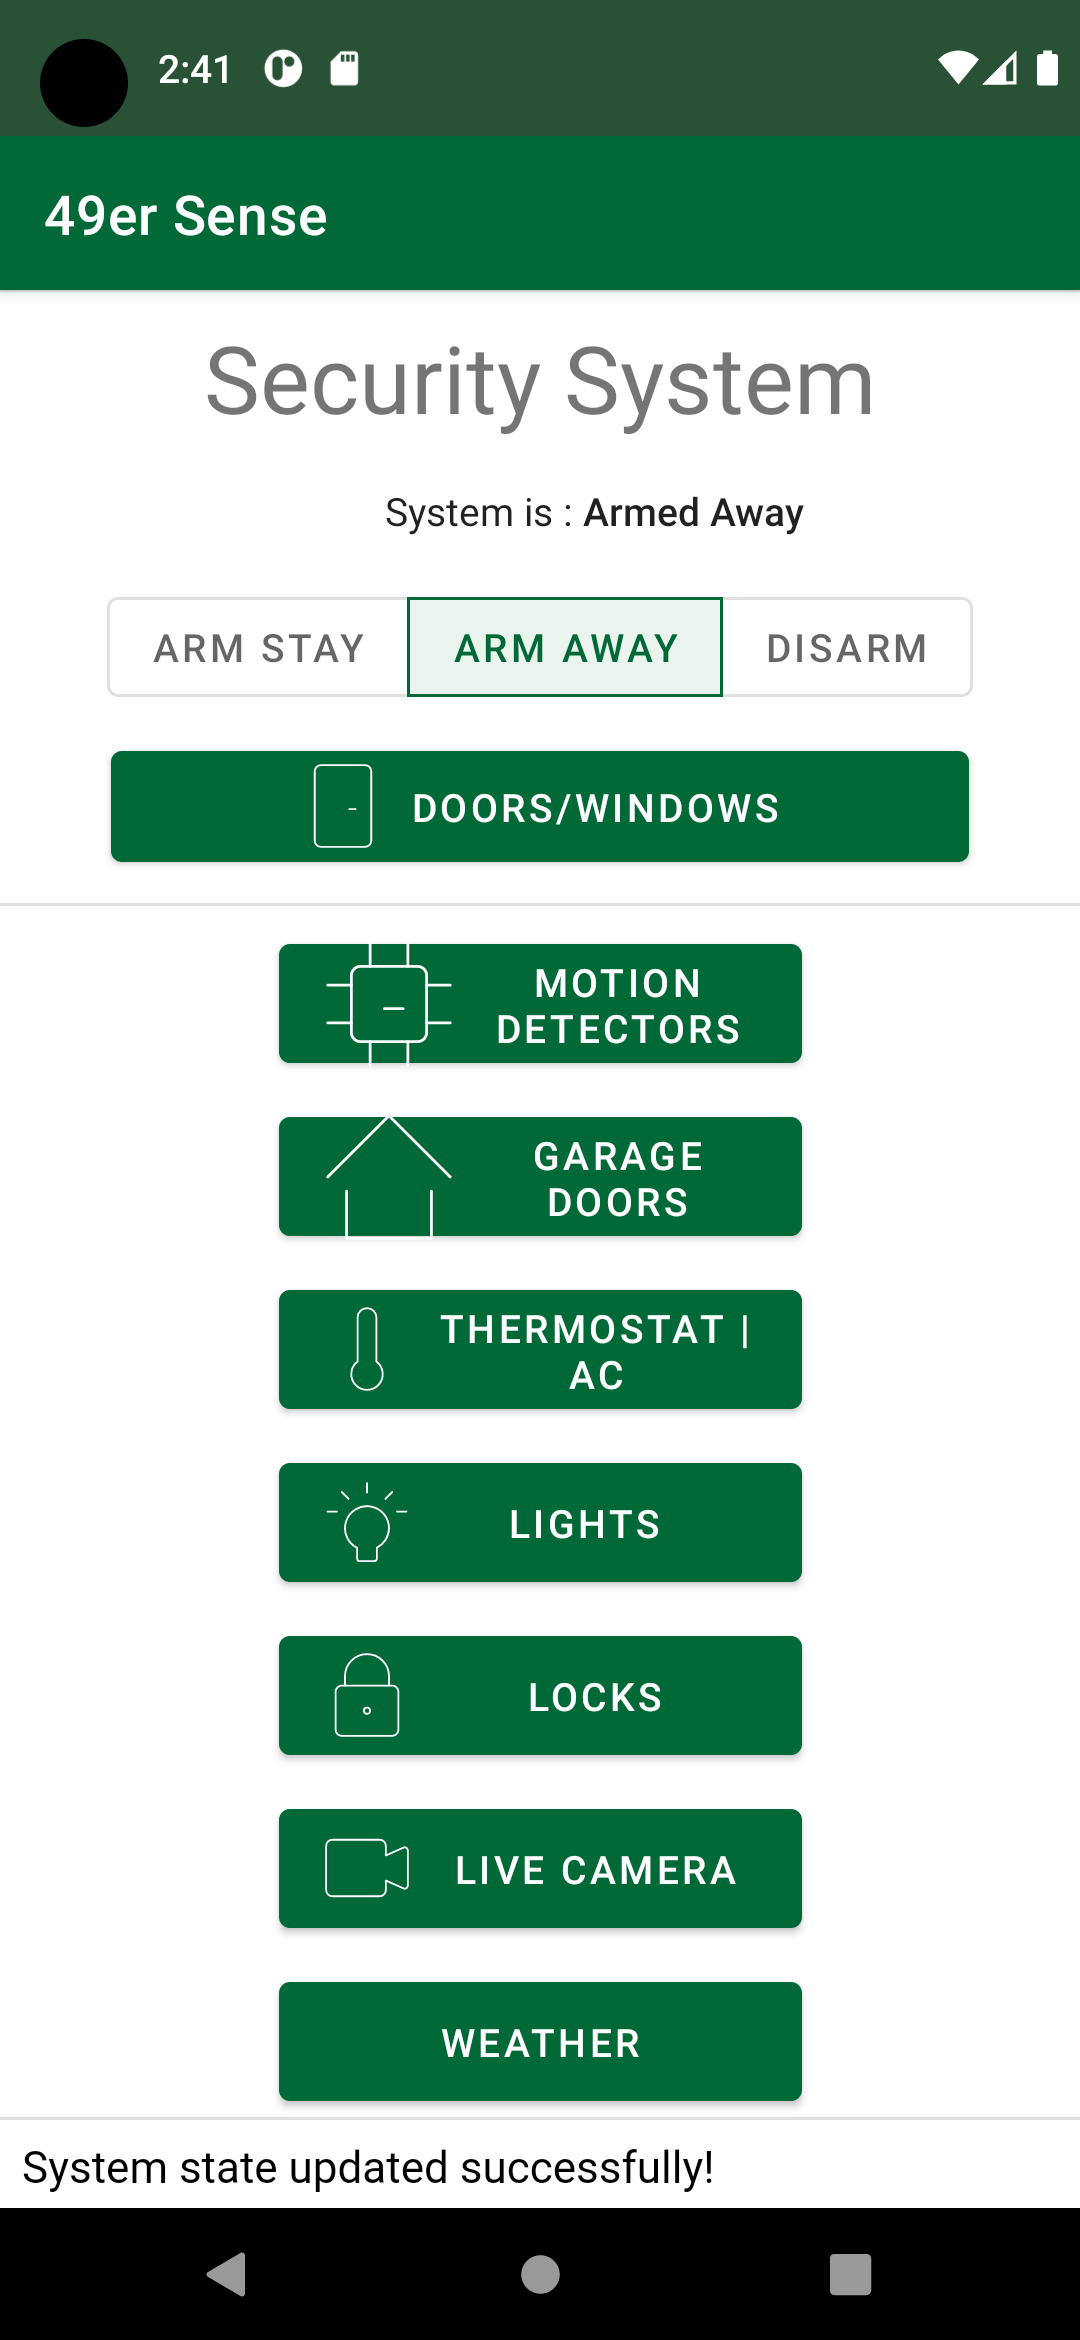 2:41
49er Sense
Security System
System is : Armed Away
ARM STAY
ARM AWAY
DISARM
DOORS/WINDOWS
MOTION
DETECTORS
GARAGE
DOORS
THERMOSTAT |
AC
LIGHTS
LOCKS
LIVE CAMERA
WEATHER
System state updated successfully!